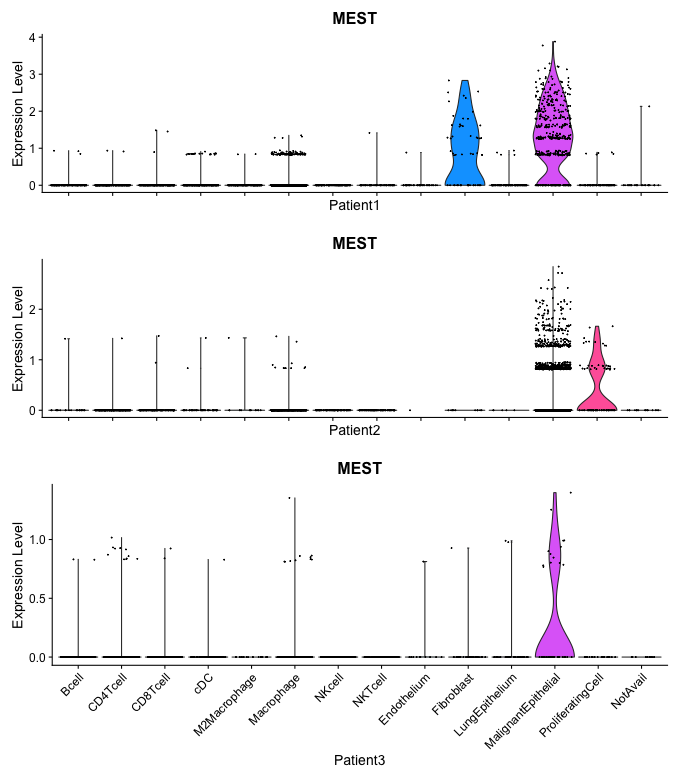 MEST
Expression Level
4
3
2
1
0
Patient1
MEST
Expression Level
2
1
0
Patient2
MEST
Expression Level
1.0
0.5
0.0
Bcell
CD4Tcell
CD8Tcell
cDC
M2Macrophage
Macrophage
NKcell
NKTcell
Endothelium
Fibroblast
LungEpithelium
MalignantEpithelial
ProliferatingCell
NotAvail
Patient3